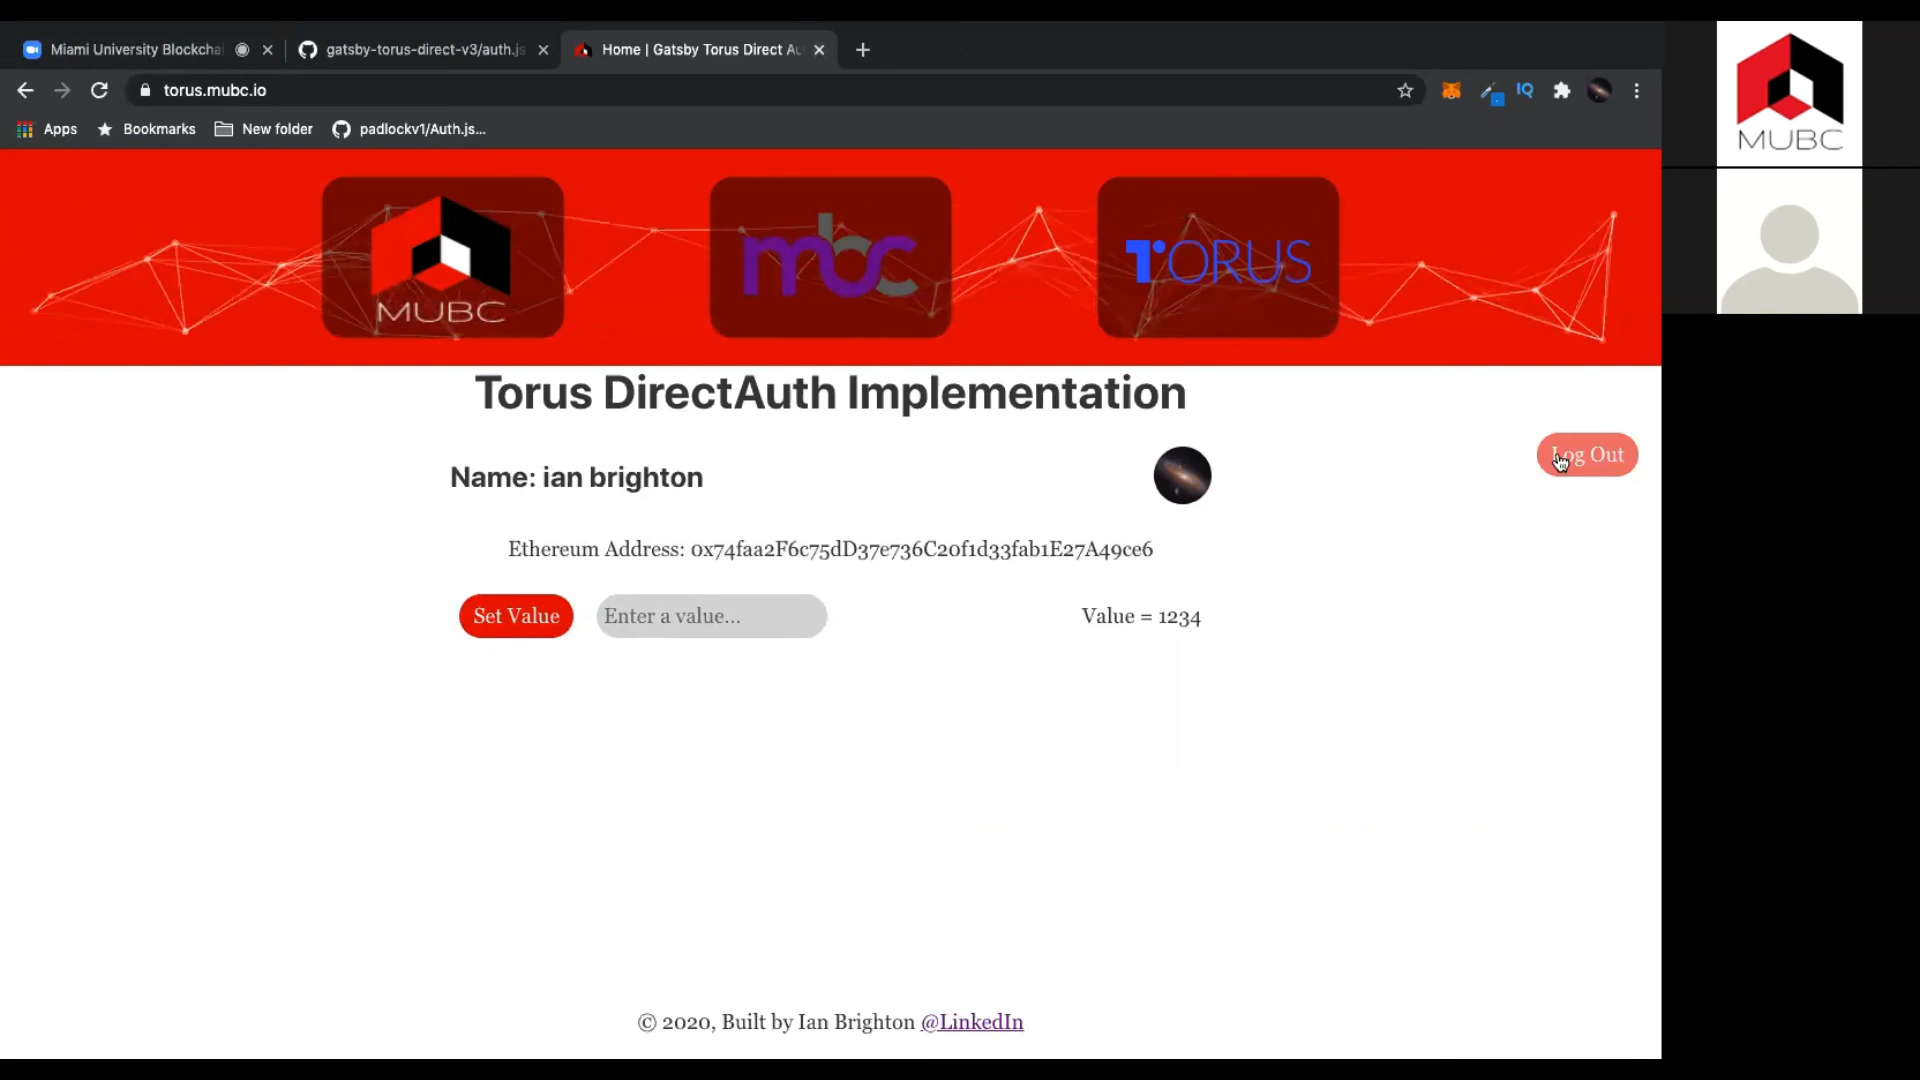 Miami University Blockcha
gatsby-torus-direct-v3/auth.js
Home | Gatsby Torus Direct Au
torus.mubc.io
IQ
Apps
Bookmarks
New folder
padlockv1/Auth.js...
MUBC
MUBC
mbc
TORUS
Torus DirectAuth Implementation
Log Out
Name: ian brighton
Ethereum Address: 0x74faa2F6c75dD37e736C20f1d33fab1E27A49ce6
Set Value
Enter a value...
Value = 1234
© 2020, Built by Ian Brighton @LinkedIn